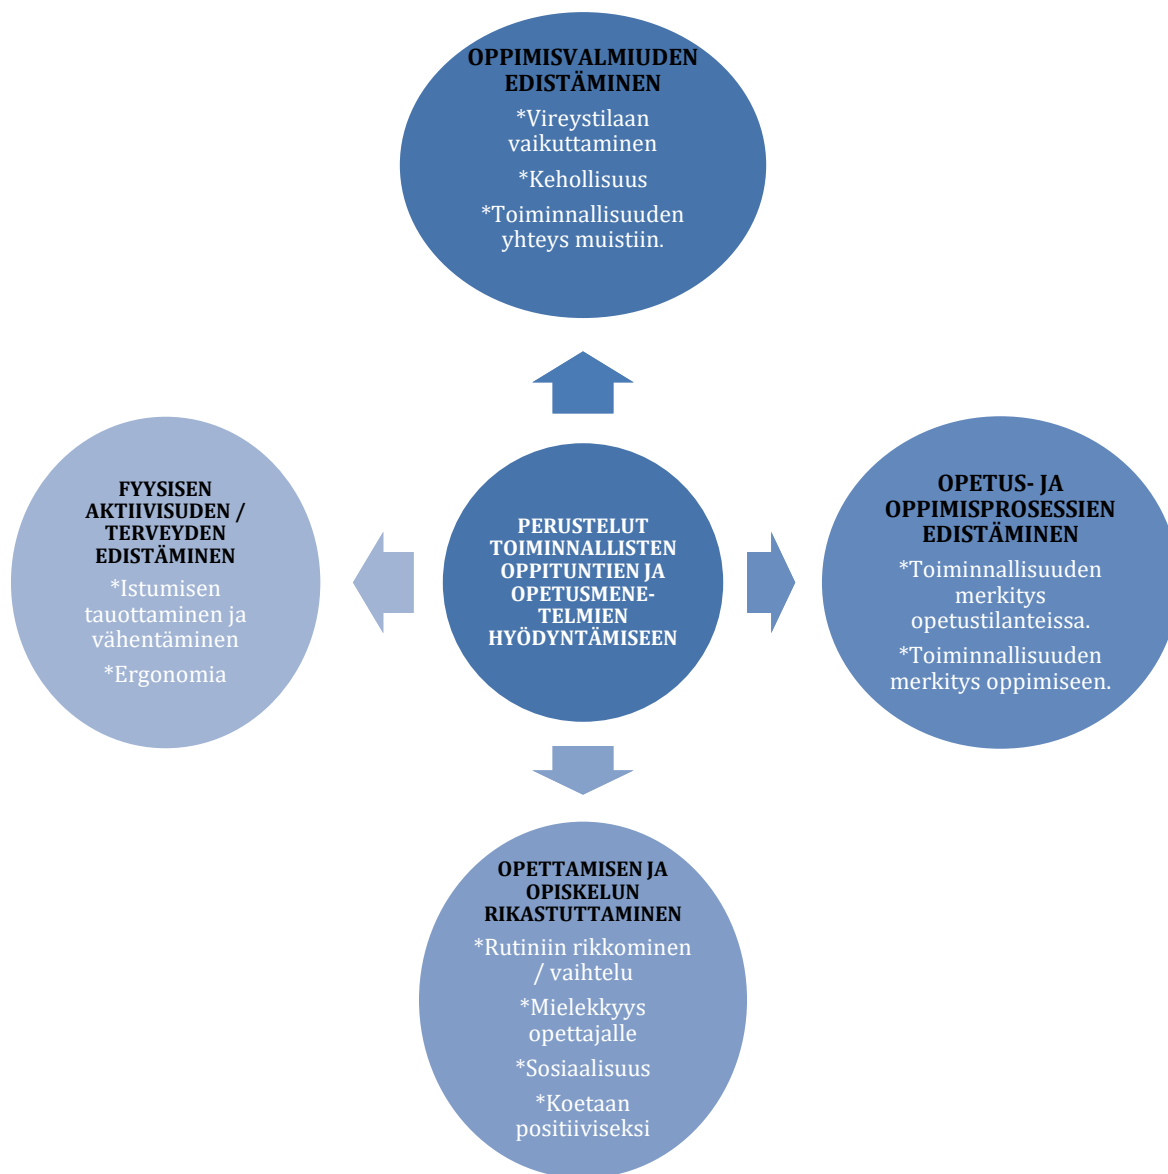 OPPIMISVALMIUDEN
EDISTÄMINEN
*Vireystilaan
vaikuttaminen
*Kehollisuus
*Toiminnallisuuden
yhteys muistiin.
FYYSISEN
AKTIIVISUDEN /
TERVEYDEN
EDISTÄMINEN
*Istumisen
tauottaminen ja
vähentäminen
*Ergonomia
PERUSTELUT
TOIMINNALLISTEN
OPPITUNTIEN JA
OPETUSMENE-
TELMIEN
HYÖDYNTÄMISEEN
OPETUS- JA
OPPIMISPROSESSIEN
EDISTÄMINEN
*Toiminnallisuuden
merkitys
opetustilanteissa.
*Toiminnallisuuden
merkitys oppimiseen.
OPETTAMISEN JA
OPISKELUN
RIKASTUTTAMINEN
*Rutiniin rikkominen
/ vaihtelu
*Mielekkyys
opettajalle
*Sosiaalisuus
*Koetaan
positiiviseksi